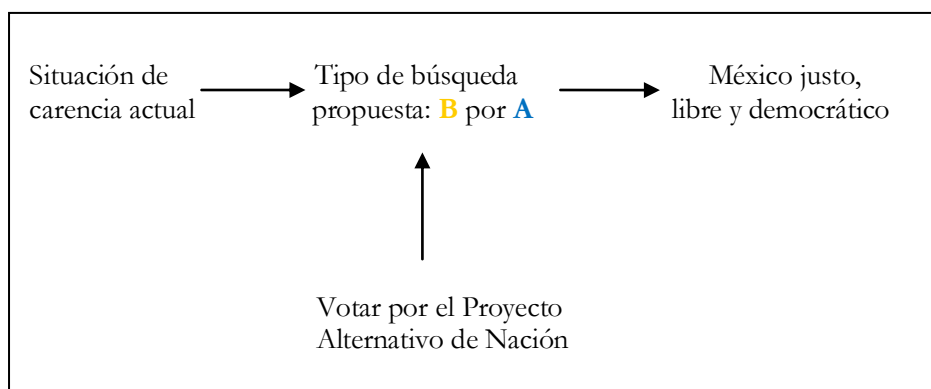 Situación de
carencia actual
Tipo de búsqueda
propuesta: B por A
México justo,
libre y democrático
Votar por el Proyecto
Alternativo de Nación